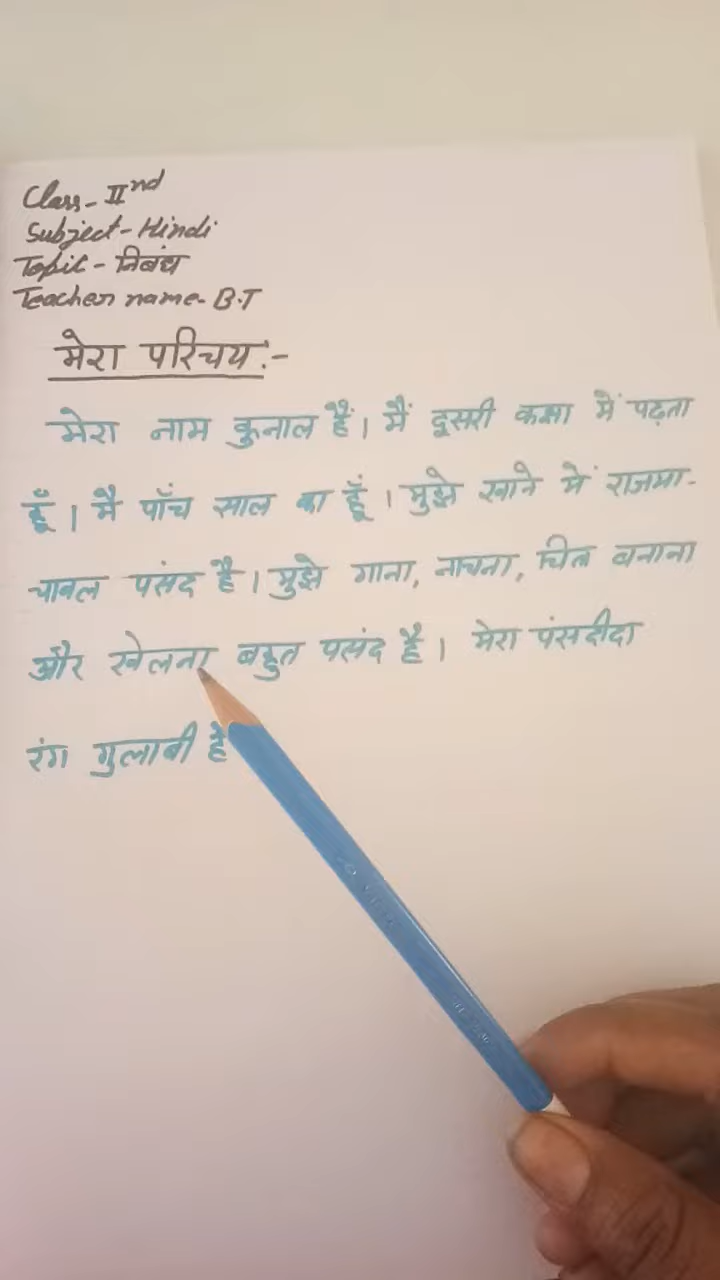 Class- IInd
Subject- Hindi
Topic - निबंध
Teacher name- B.T
मेरा परिचय :-
मेरा नाम कुनाल हैं। मैं दूसरी कक्षा में पढ़ता
हूँ। मै पाँच साल का हूँ। मुझे खाने में राजमा-
चावल पसंद है। मुझे गाना, नाचना, चित्र बनाना
और खेलना बहुत पसंद है। मेरा पंसदीदा
रंग गुलाबी है